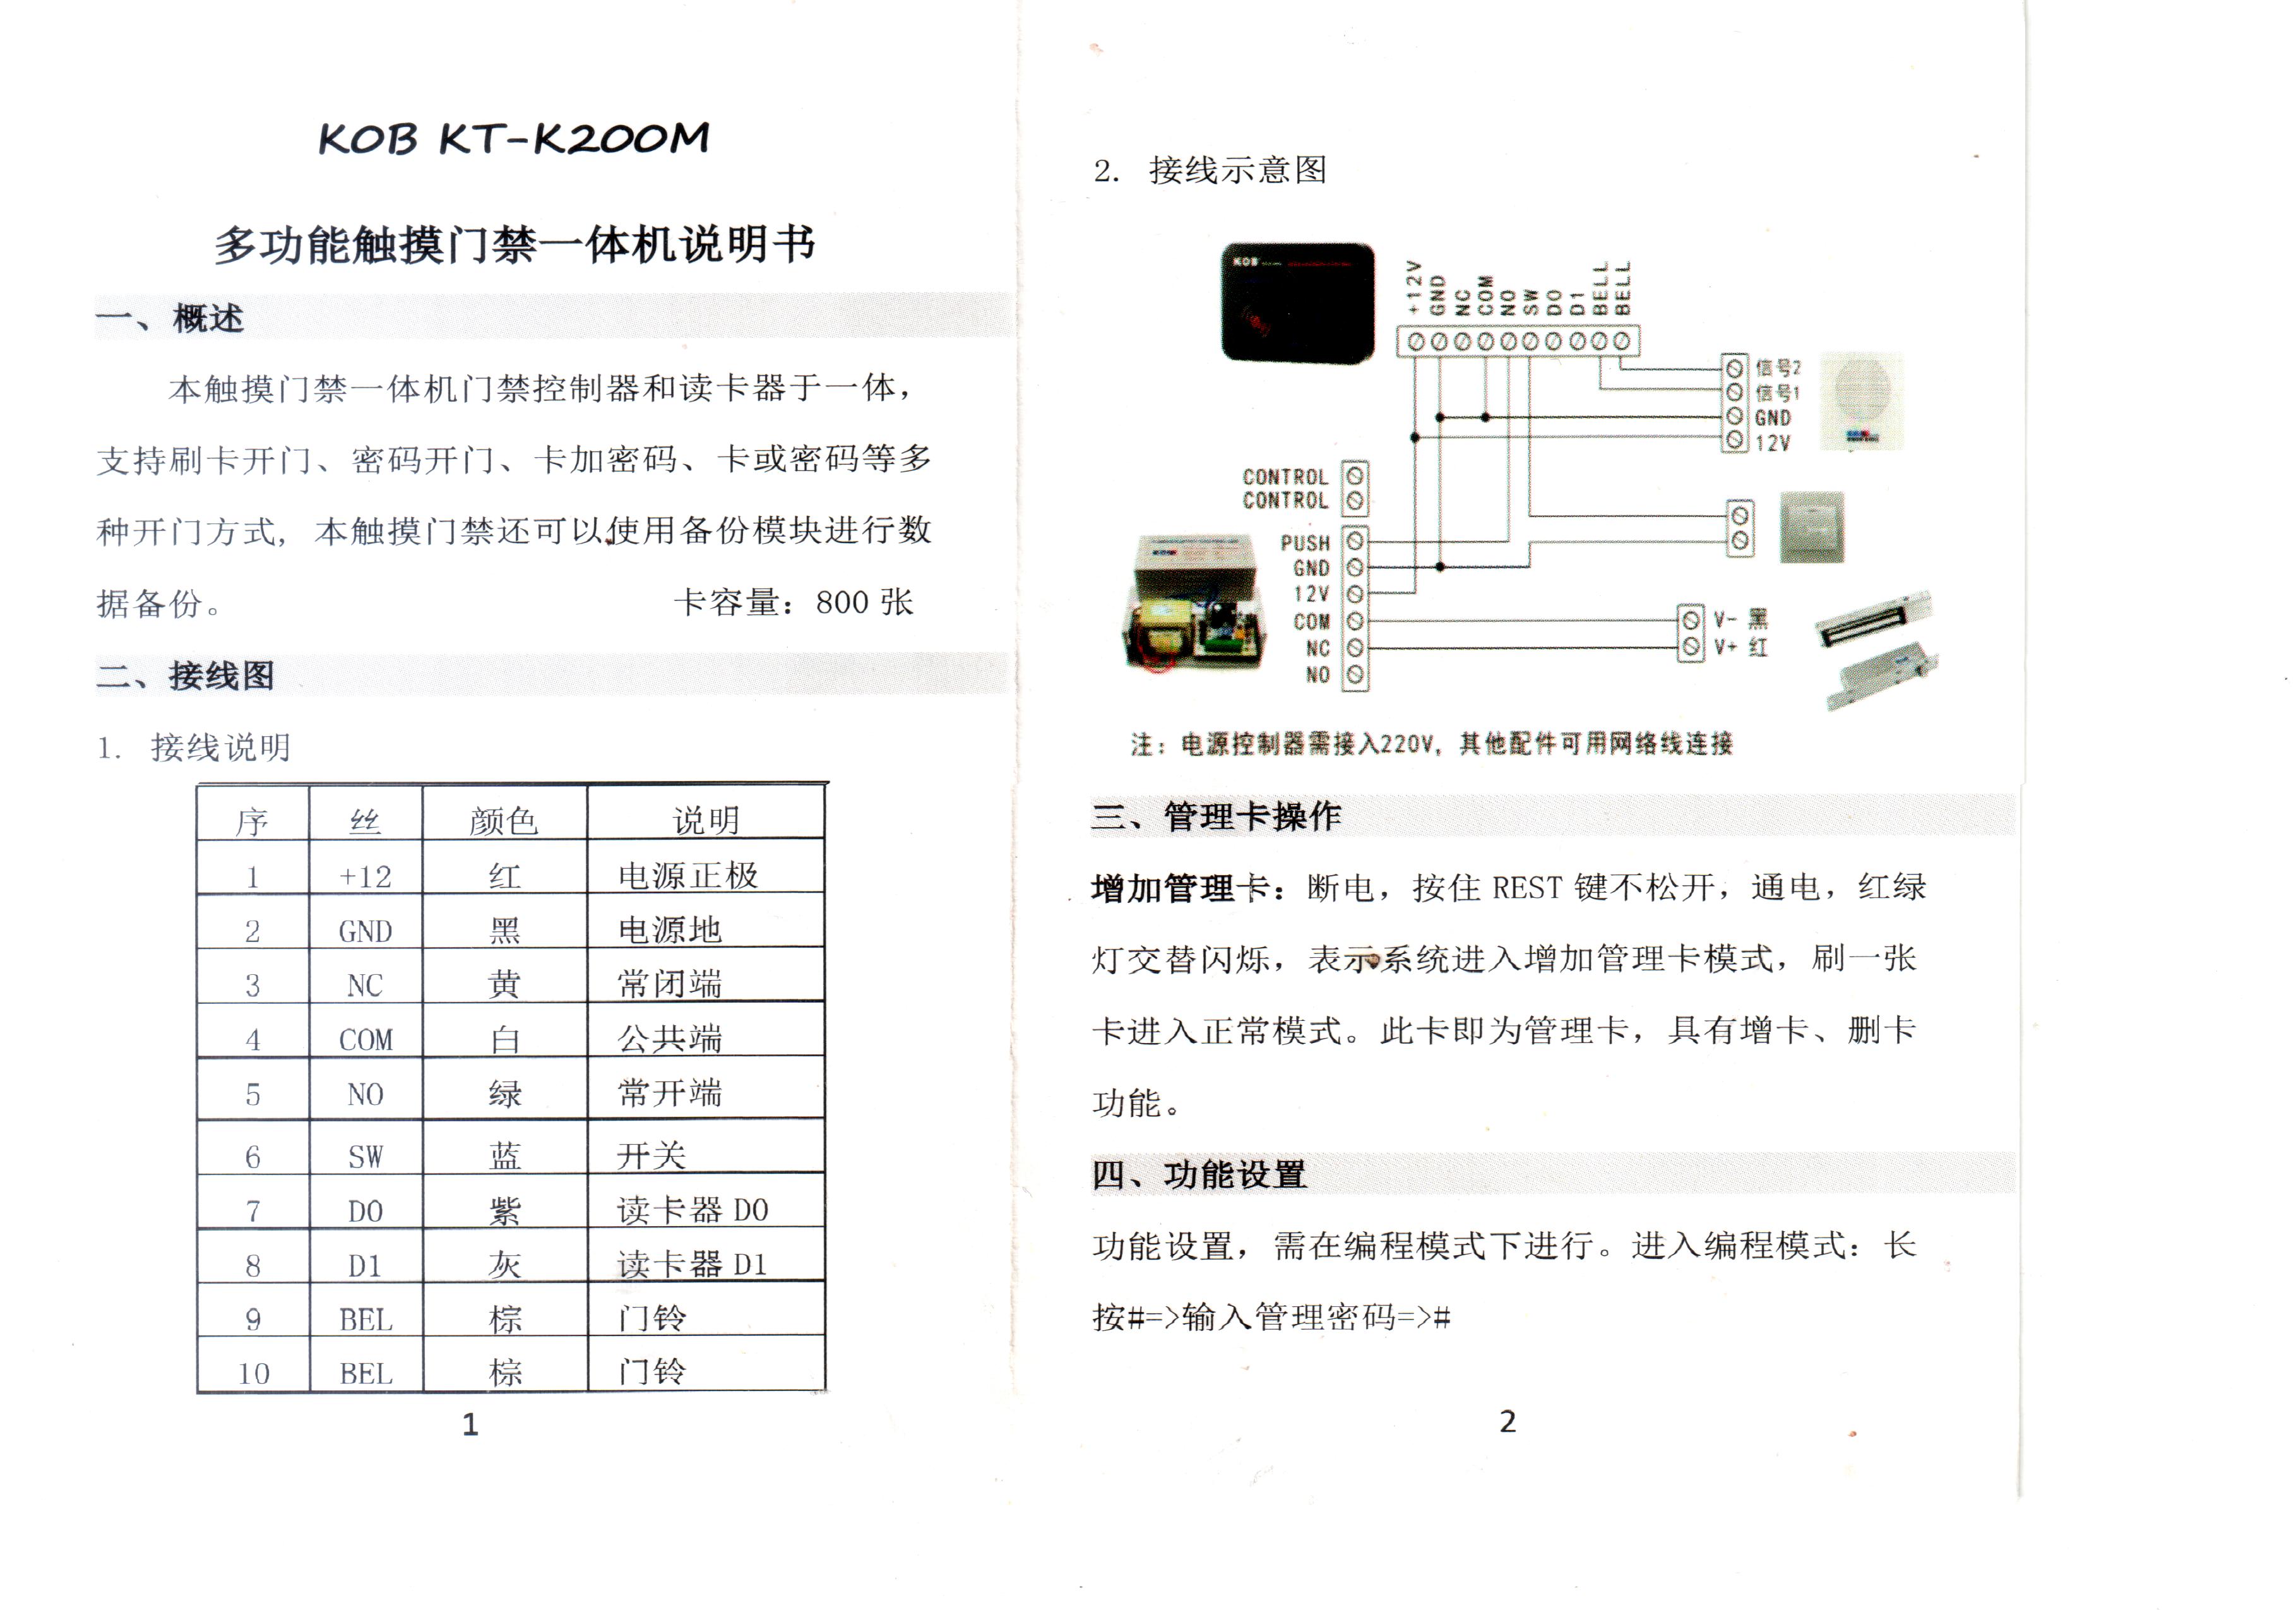 KOB KT-K200M
多功能触摸门禁一体机说明书
一、概述
本触摸门禁一体机门禁控制器和读卡器于一体，
支持刷卡开门、密码开门、卡加密码、卡或密码等多
种开门方式, 本触摸门禁还可以使用备份模块进行数
据备份。 卡容量：800 张
二、接线图
1. 接线说明
序 丝 颜色 说明
1 +12 红 电源正极
2 GND 黑 电源地
3 NC 黄 常闭端
4 COM 白 公共端
5 NO 绿 常开端
6 SW 蓝 开关
7 D0 紫 读卡器 D0
8 D1 灰 读卡器 D1
9 BEL 棕 门铃
10 BEL 棕 门铃
1
2. 接线示意图
KOB
+12V GND NC COM NO SW D0 D1 BELL BELL
信号2
信号1
GND
12V
CONTROL
CONTROL
PUSH
GND
12V
COM
NC
NO
V- 黑
V+ 红
注：电源控制器需接入220V, 其他配件可用网络线连接
三、管理卡操作
增加管理卡：断电，按住 REST 键不松开，通电，红绿
灯交替闪烁，表示系统进入增加管理卡模式，刷一张
卡进入正常模式。此卡即为管理卡，具有增卡、删卡
功能。
四、功能设置
功能设置，需在编程模式下进行。进入编程模式：长
按#=>输入管理密码=>#
2